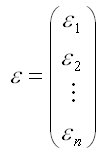 ε = (ε₁
ε₂
⋮
εₙ)